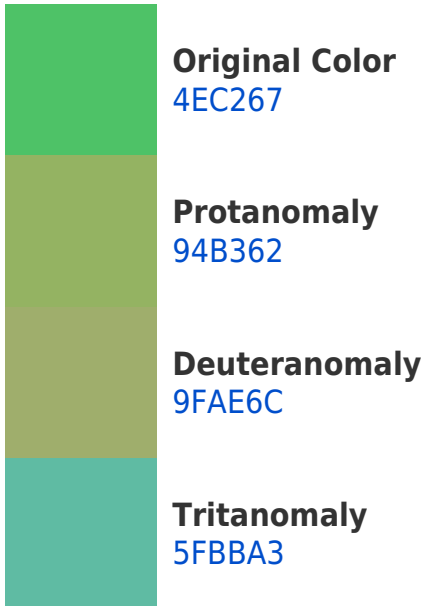 Original Color
4EC267
Protanomaly
94B362
Deuteranomaly
9FAE6C
Tritanomaly
5FBBA3